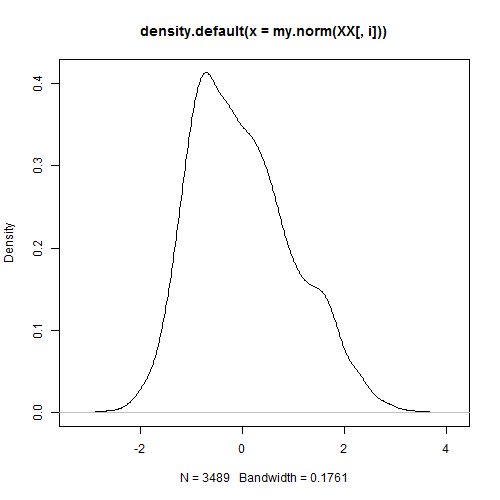 density.default(x = my.norm(XX[, i]))
Density
0.4
0.3
0.2
0.1
0.0
-2 0 2 4
N = 3489 Bandwidth = 0.1761